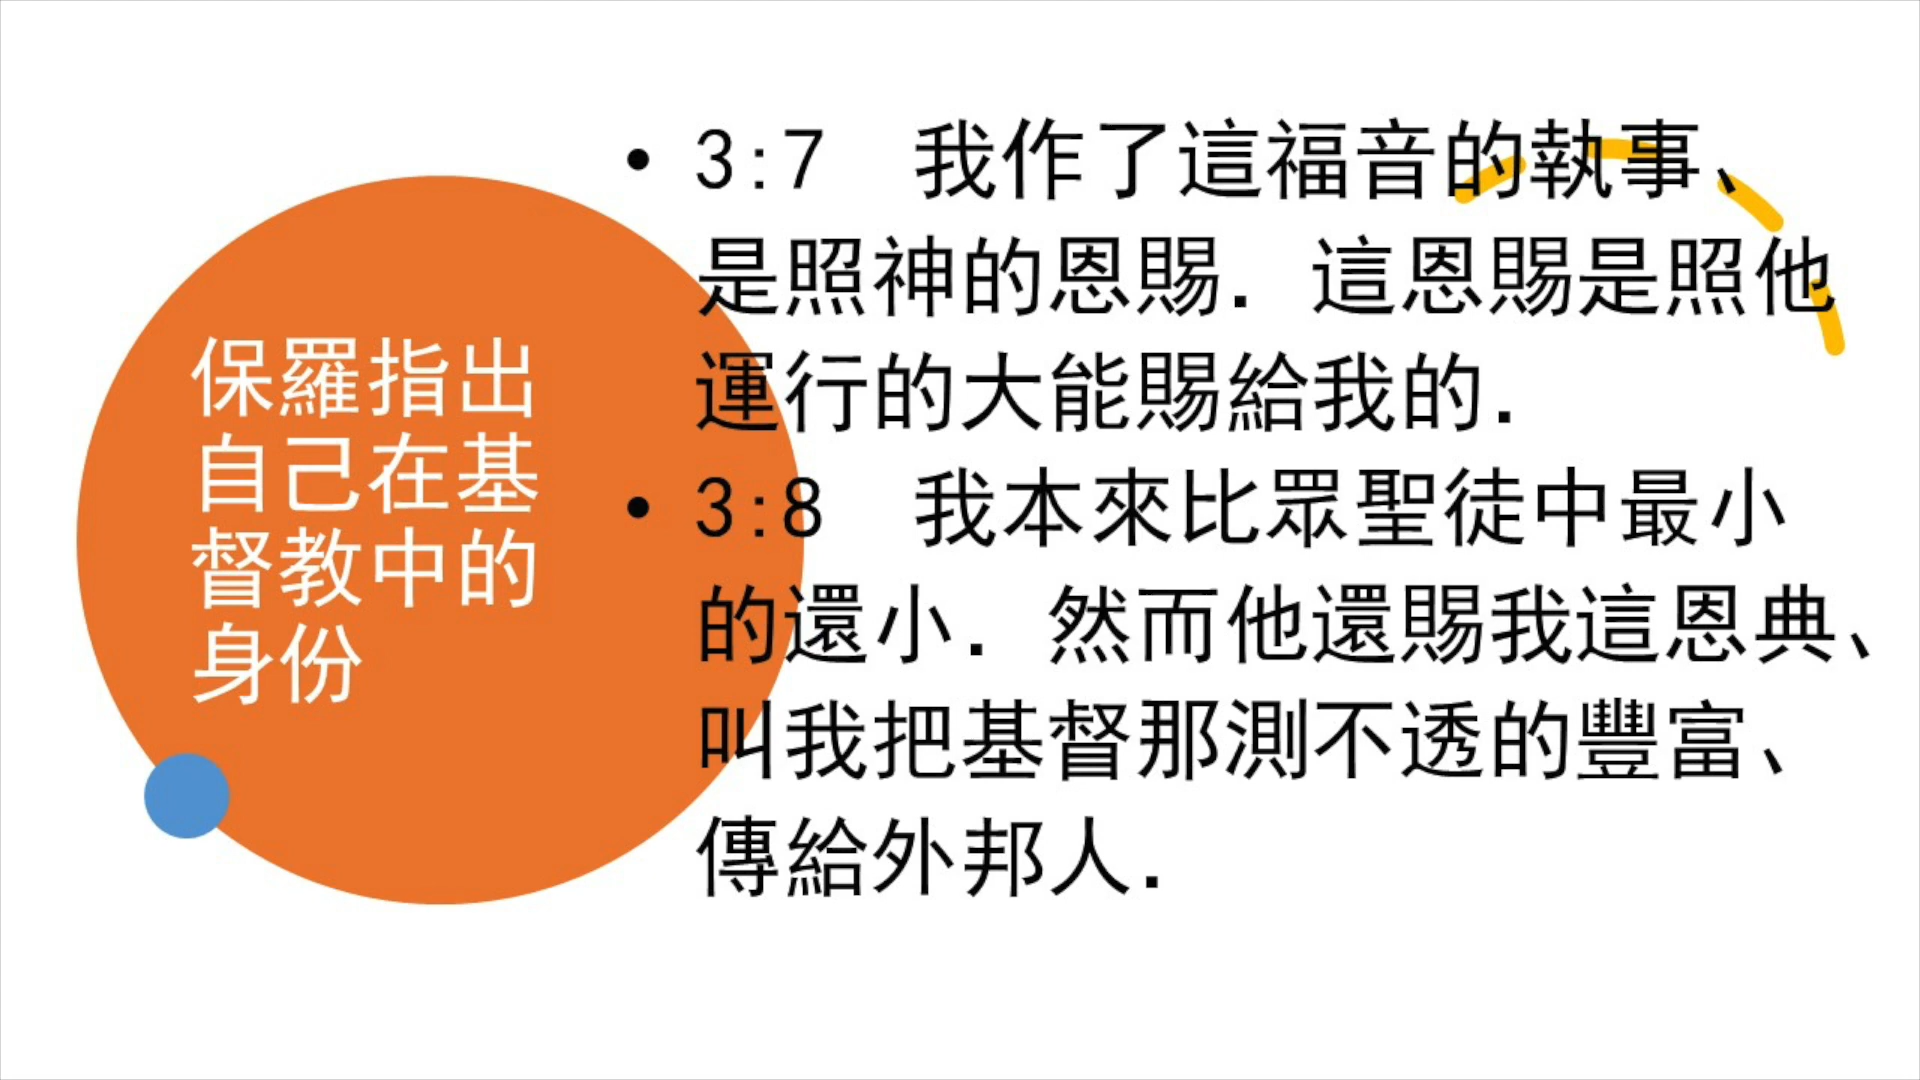 保羅指出
自己在基
督教中的
身份
• 3:7　我作了這福音的執事、
是照神的恩賜．這恩賜是照他
運行的大能賜給我的．
• 3:8　我本來比眾聖徒中最小
的還小．然而他還賜我這恩典、
叫我把基督那測不透的豐富、
傳給外邦人．